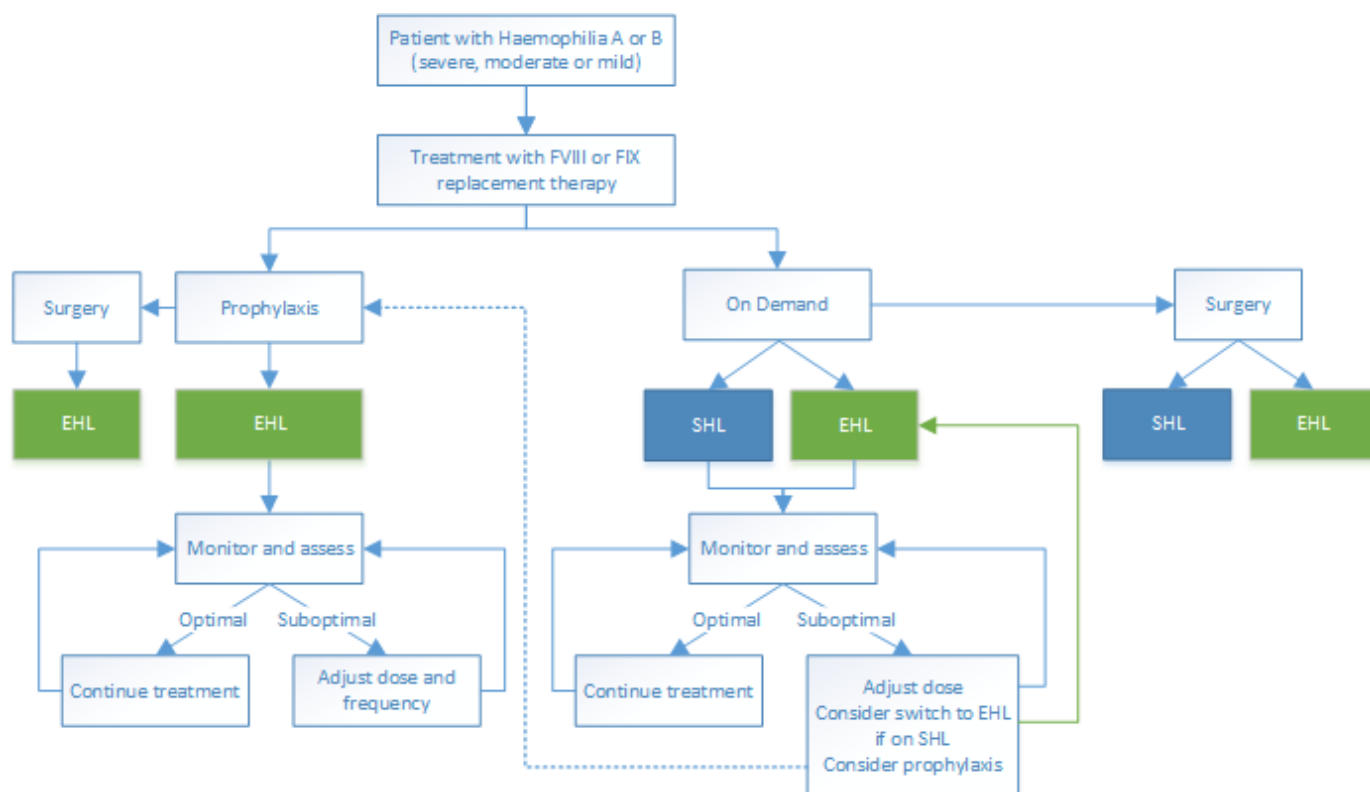 Patient with Haemophilia A or B
(severe, moderate or mild)
Treatment with FVIII or FIX
replacement therapy
Surgery
Prophylaxis
On Demand
Surgery
EHL
EHL
SHL
EHL
SHL
EHL
Monitor and assess
Monitor and assess
Optimal
Suboptimal
Optimal
Suboptimal
Continue treatment
Adjust dose and
frequency
Continue treatment
Adjust dose
Consider switch to EHL
if on SHL
Consider prophylaxis